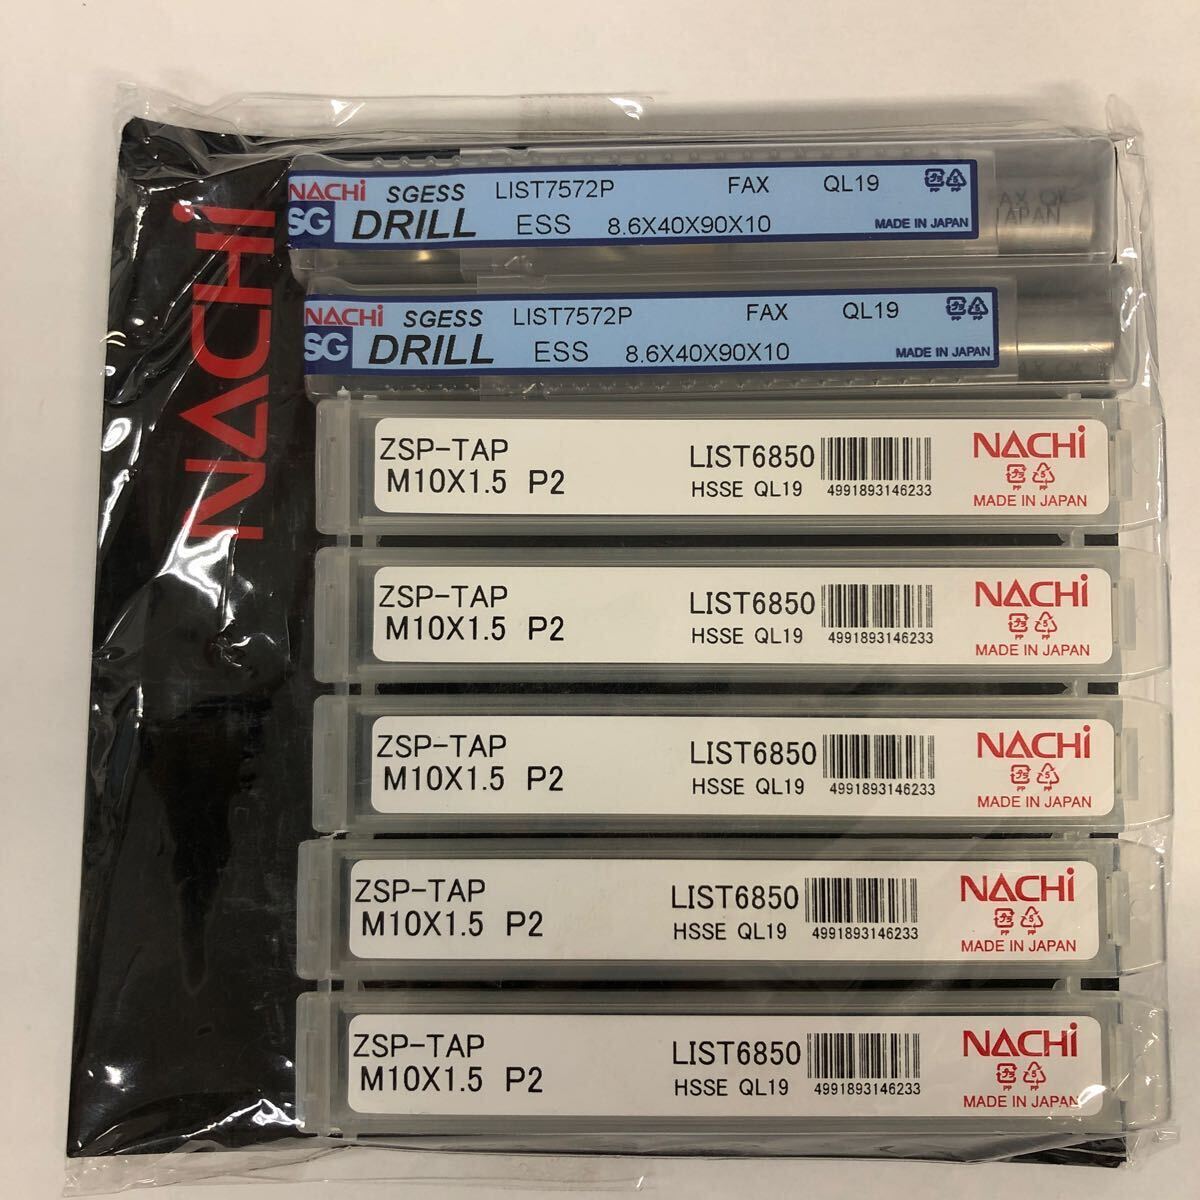 NACHi
NACHi SGESS LIST7572P FAX QL19
SG DRILL ESS 8.6X40X90X10 MADE IN JAPAN
FAX QL
JAPAN
NACHi SGESS LIST7572P FAX QL19
SG DRILL ESS 8.6X40X90X10 MADE IN JAPAN
ZSP-TAP LIST6850 NACHi
M10X1.5 P2 HSSE QL19 4991893146233 MADE IN JAPAN
ZSP-TAP LIST6850 NACHi
M10X1.5 P2 HSSE QL19 4991893146233 MADE IN JAPAN
ZSP-TAP LIST6850 NACHi
M10X1.5 P2 HSSE QL19 4991893146233 MADE IN JAPAN
ZSP-TAP LIST6850 NACHi
M10X1.5 P2 HSSE QL19 4991893146233 MADE IN JAPAN
ZSP-TAP LIST6850 NACHi
M10X1.5 P2 HSSE QL19 4991893146233 MADE IN JAPAN